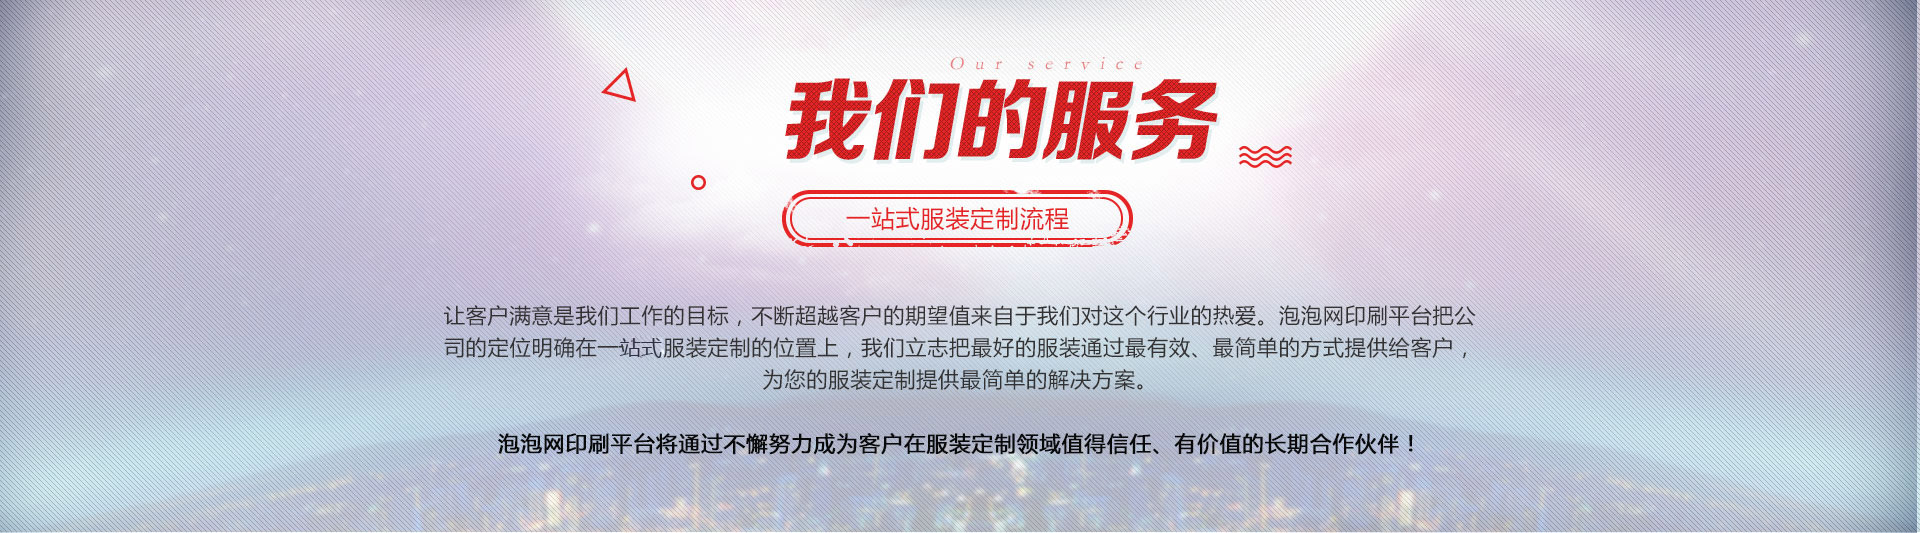 Our service
我们的服务
一站式服装定制流程
让客户满意是我们工作的目标，不断超越客户的期望值来自于我们对这个行业的热爱。泡泡网印刷平台把公
司的定位明确在一站式服装定制的位置上，我们立志把最好的服装通过最有效、最简单的方式提供给客户，
为您的服装定制提供最简单的解决方案。
泡泡网印刷平台将通过不懈努力成为客户在服装定制领域值得信任、有价值的长期合作伙伴！